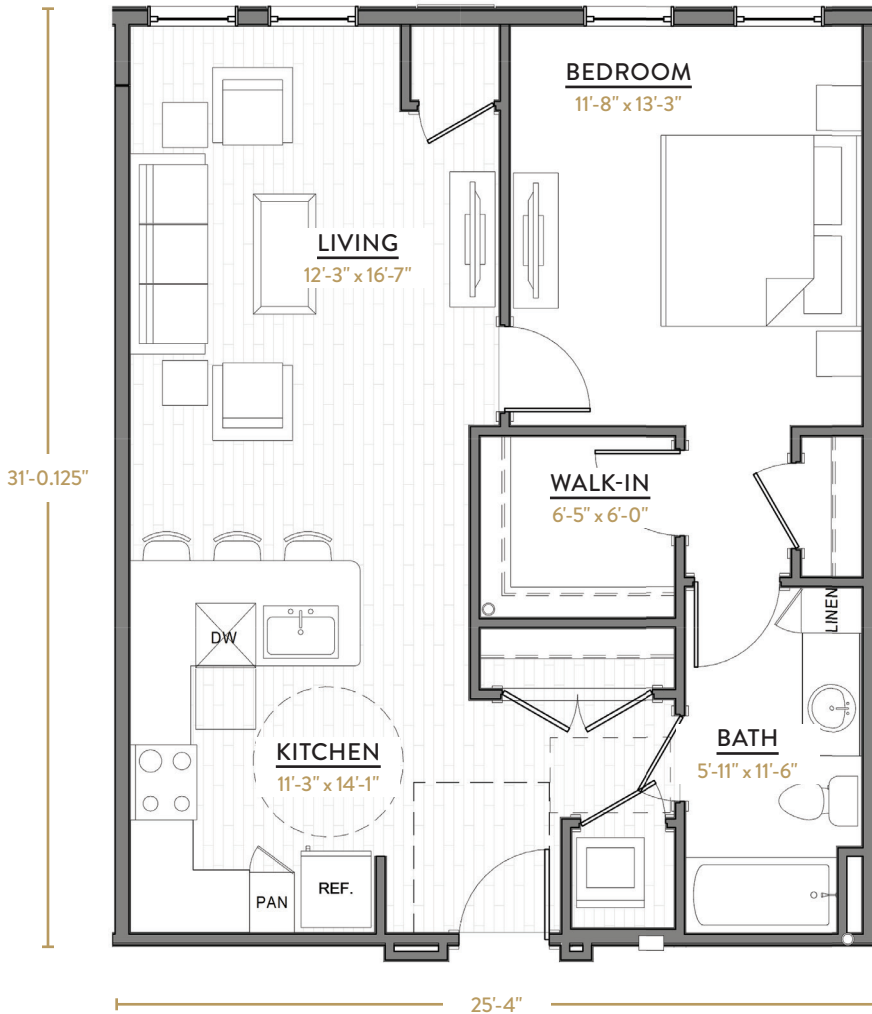 BEDROOM
11'-8" x 13'-3"
LIVING
12'-3" x 16'-7"
31'-0.125"
WALK-IN
6'-5" x 6'-0"
LINEN
DW
KITCHEN
11'-3" x 14'-1"
BATH
5'-11" x 11'-6"
PAN
REF.
25'-4"